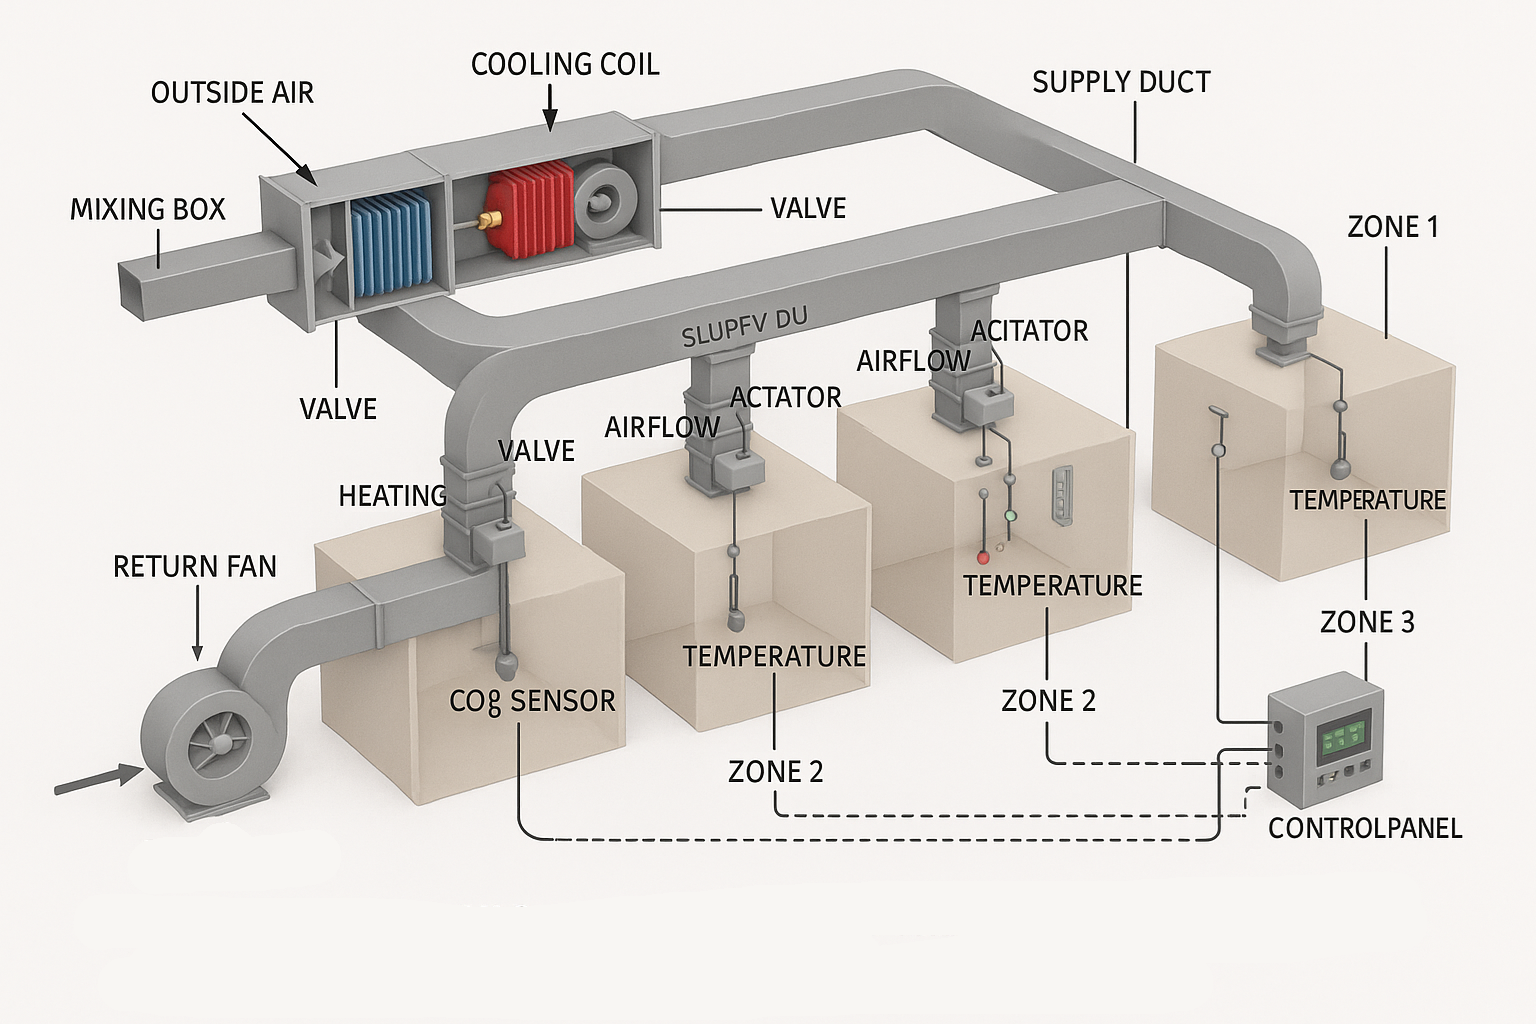 COOLING COIL
OUTSIDE AIR
SUPPLY DUCT
MIXING BOX
VALVE
ZONE 1
SLUPFV DU
ACITATOR
AIRFLOW
VALVE
ACTATOR
AIRFLOW
VALVE
HEATING
TEMPERATURE
RETURN FAN
TEMPERATURE
ZONE 3
TEMPERATURE
CO8 SENSOR
ZONE 2
ZONE 2
CONTROLPANEL